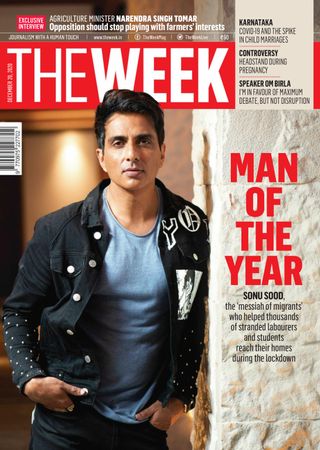 EXCLUSIVE
INTERVIEW
AGRICULTURE MINISTER NARENDRA SINGH TOMAR
Opposition should stop playing with farmers' interests
JOURNALISM WITH A HUMAN TOUCH
www.theweek.in
TheWeekMag
TheWeekLive
₹50
KARNATAKA
COVID-19 AND THE SPIKE
IN CHILD MARRIAGES
CONTROVERSY
HEADSTAND DURING
PREGNANCY
SPEAKER OM BIRLA
I'M IN FAVOUR OF MAXIMUM
DEBATE, BUT NOT DISRUPTION
DECEMBER 20, 2020
THE WEEK
MAN
OF
THE
YEAR
SONU SOOD,
the 'messiah of migrants'
who helped thousands
of stranded labourers
and students
reach their homes
during the lockdown